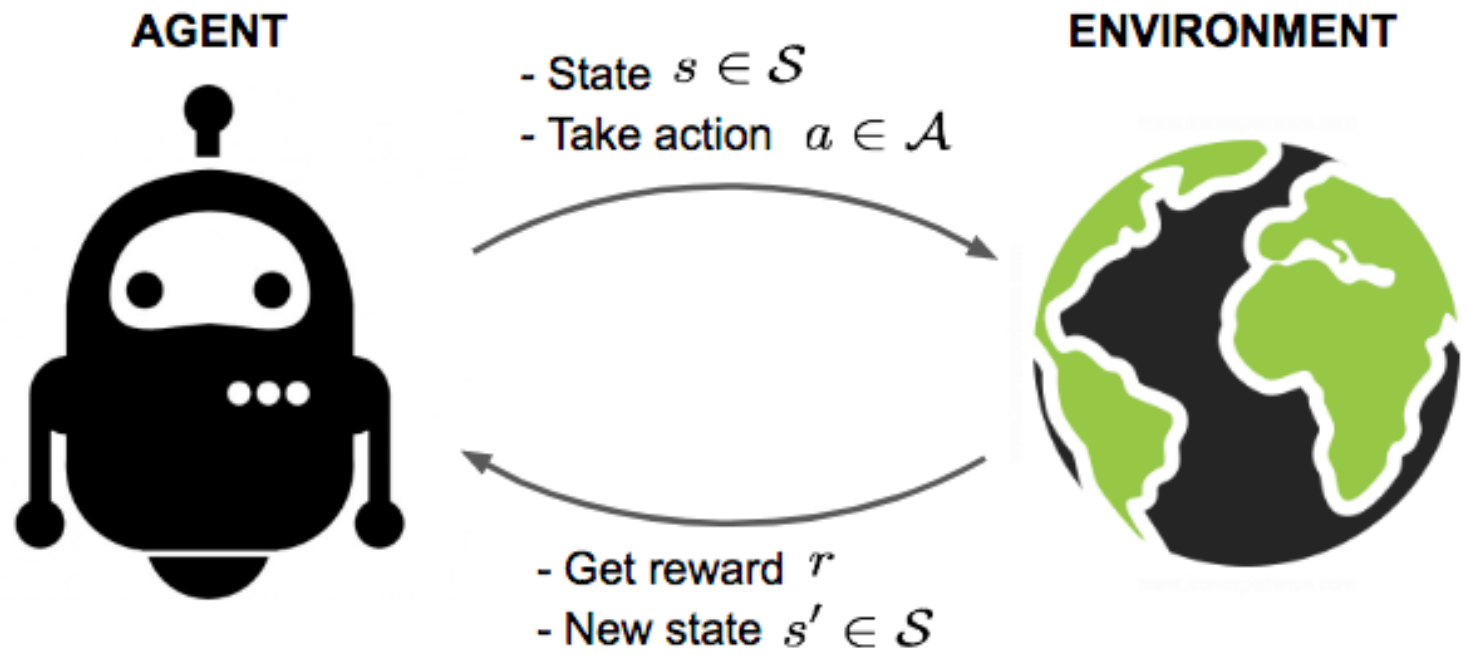 AGENT
ENVIRONMENT
- State s ∈ 𝒮
- Take action a ∈ 𝒜
- Get reward r
- New state s′ ∈ 𝒮